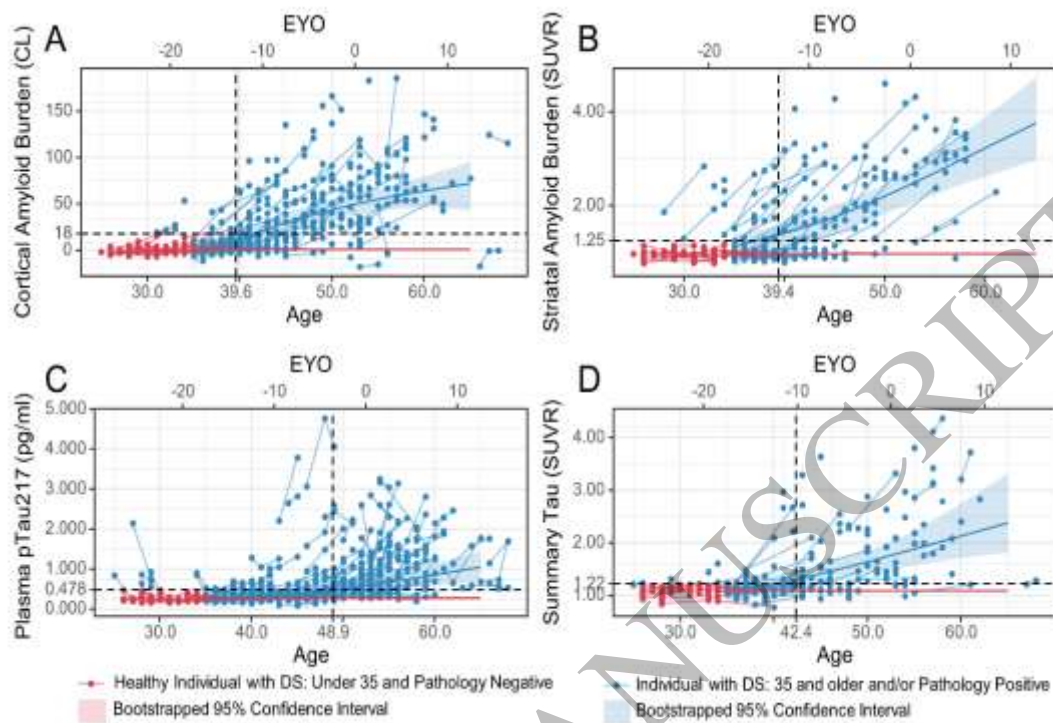 A
EYO
-20 -10 0 10
Cortical Amyloid Burden (CL)
150
100
50
18
0
30.0 39.6 50.0 60.0
Age
B
EYO
-20 -10 0 10
Striatal Amyloid Burden (SUVR)
4.00
2.00
1.25
30.0 39.4 50.0 60.0
Age
C
EYO
-20 -10 0 10
Plasma pTau217 (pg/ml)
5.000
4.000
3.000
2.000
1.000
0.478
0.000
30.0 40.0 48.9 60.0
Age
D
EYO
-20 -10 0 10
Summary Tau (SUVR)
4.00
3.00
2.00
1.22
1.00
30.0 42.4 50.0 60.0
Age
Healthy Individual with DS: Under 35 and Pathology Negative
Bootstrapped 95% Confidence Interval
Individual with DS: 35 and older and/or Pathology Positive
Bootstrapped 95% Confidence Interval
ANUSCRIPT